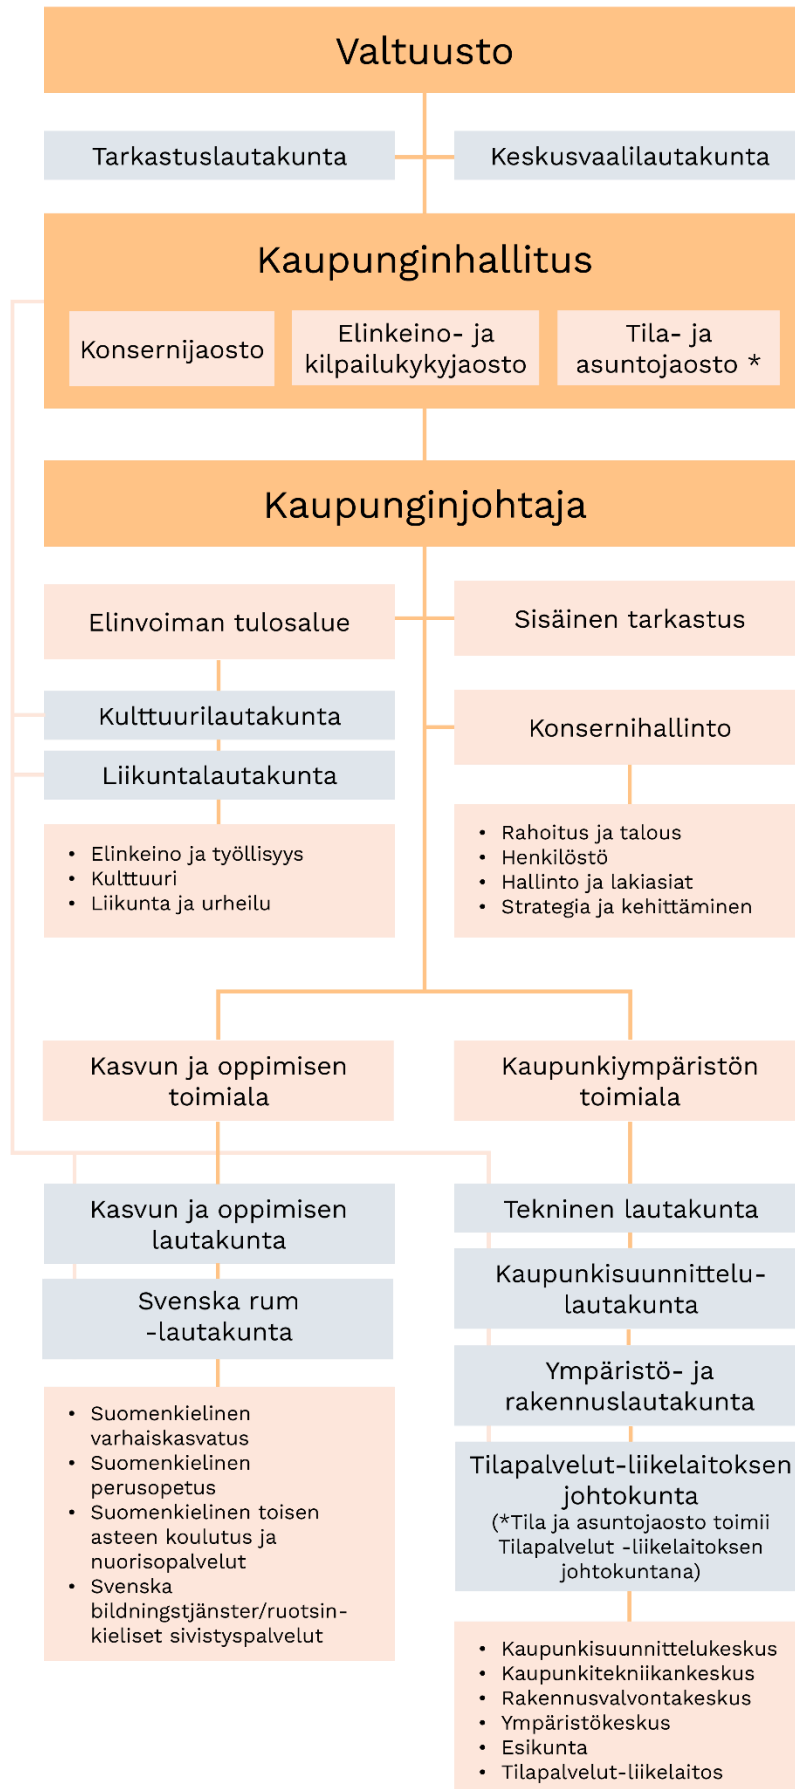 Valtuusto
Tarkastuslautakunta
Keskusvaalilautakunta
Kaupunginhallitus
Konsernijaosto
Elinkeino- ja
kilpailukykyjaosto
Tila- ja
asuntojaosto *
Kaupunginjohtaja
Elinvoiman tulosalue
Sisäinen tarkastus
Kulttuurilautakunta
Liikuntalautakunta
Konsernihallinto
• Elinkeino ja työllisyys
• Kulttuuri
• Liikunta ja urheilu
• Rahoitus ja talous
• Henkilöstö
• Hallinto ja lakiasiat
• Strategia ja kehittäminen
Kasvun ja oppimisen
toimiala
Kaupunkiympäristön
toimiala
Kasvun ja oppimisen
lautakunta
Svenska rum
-lautakunta
• Suomenkielinen
varhaiskasvatus
• Suomenkielinen
perusopetus
• Suomenkielinen toisen
asteen koulutus ja
nuorisopalvelut
• Svenska
bildningstjänster/ruotsin-
kieliset sivistyspalvelut
Tekninen lautakunta
Kaupunkisuunnittelu-
lautakunta
Ympäristö- ja
rakennuslautakunta
Tilapalvelut-liikelaitoksen
johtokunta
(*Tila ja asuntojaosto toimii
Tilapalvelut -liikelaitoksen
johtokuntana)
• Kaupunkisuunnittelukeskus
• Kaupunkitekniikankeskus
• Rakennusvalvontakeskus
• Ympäristökeskus
• Esikunta
• Tilapalvelut-liikelaitos